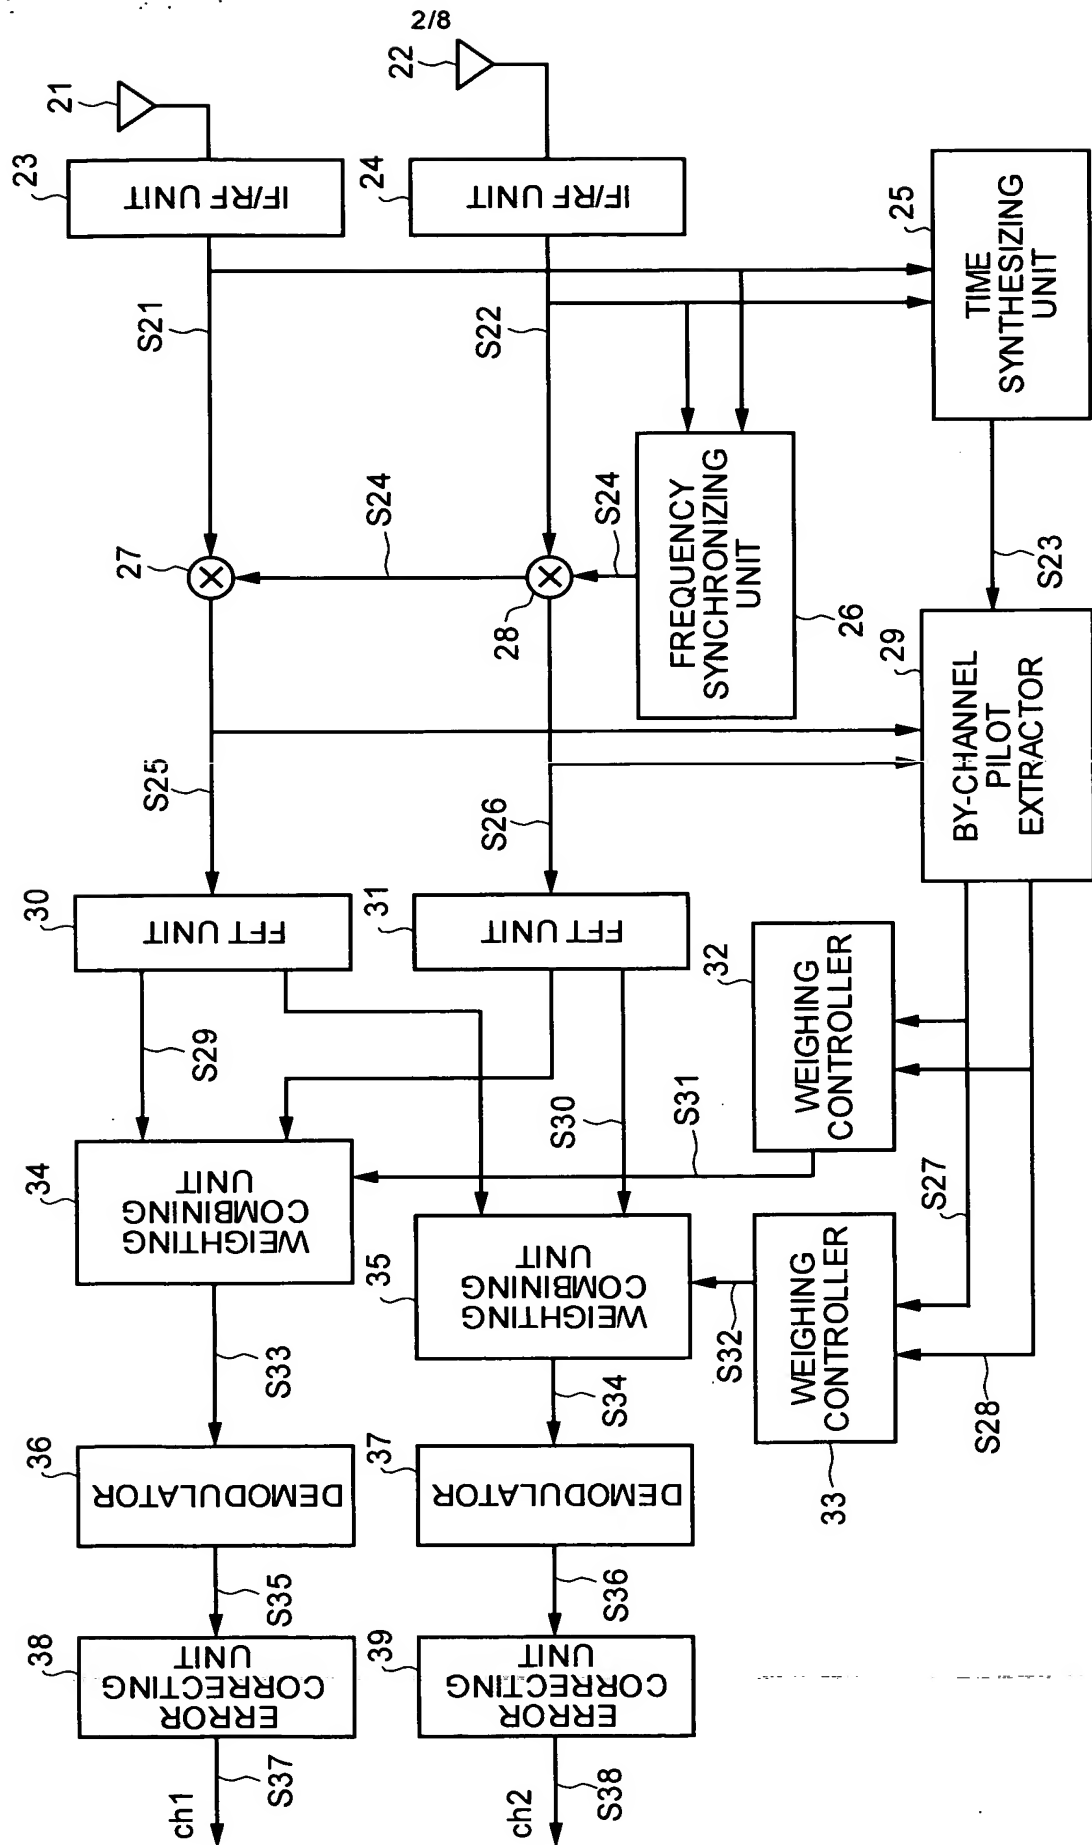 2/8
21
22
23
IF/RF UNIT
24
IF/RF UNIT
25
TIME
SYNTHESIZING
UNIT
S21
S22
S24
S24
27
28
FREQUENCY
SYNCHRONIZING
UNIT
26
S23
29
BY-CHANNEL
PILOT
EXTRACTOR
S25
S26
30
FFT UNIT
31
FFT UNIT
32
WEIGHING
CONTROLLER
S29
S30
S31
S27
34
WEIGHTING
COMBINING
UNIT
35
WEIGHTING
COMBINING
UNIT
S32
WEIGHING
CONTROLLER
33
S28
S33
S34
36
DEMODULATOR
37
DEMODULATOR
S35
S36
38
ERROR
CORRECTING
UNIT
39
ERROR
CORRECTING
UNIT
ch1
S37
ch2
S38